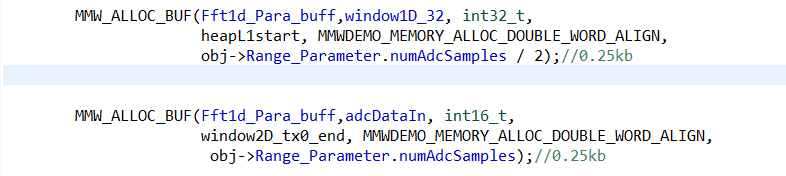 MMW_ALLOC_BUF(Fft1d_Para_buff,window1D_32, int32_t,
heapL1start, MMWDEMO_MEMORY_ALLOC_DOUBLE_WORD_ALIGN,
obj->Range_Parameter.numAdcSamples / 2);//0.25kb
MMW_ALLOC_BUF(Fft1d_Para_buff,adcDataIn, int16_t,
window2D_tx0_end, MMWDEMO_MEMORY_ALLOC_DOUBLE_WORD_ALIGN,
obj->Range_Parameter.numAdcSamples);//0.25kb